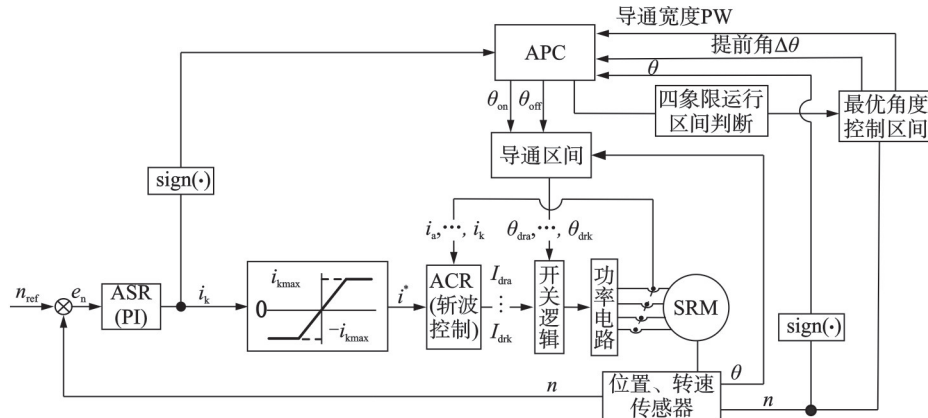 导通宽度PW
提前角Δθ
θ
APC
θon θoff
四象限运行
区间判断
最优角度
控制区间
导通区间
sign(·)
ia,···, ik
θdra,···, θdrk
nref
en
ASR
(PI)
ik
ikmax
0
−ikmax
i*
ACR
(斩波
控制)
Idra
⋮
Idrk
开关逻辑
功率电路
SRM
sign(·)
位置、转速
传感器
θ
n
n